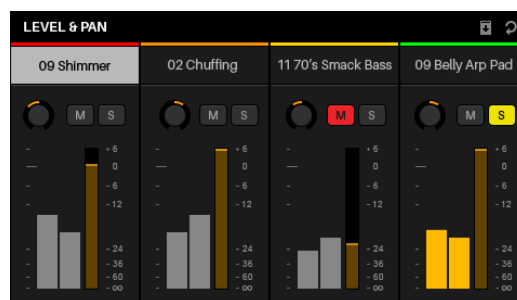 LEVEL & PAN
09 Shimmer
02 Chuffing
11 70's Smack Bass
09 Belly Arp Pad
M S
M S
M S
M S
+ 6 + 6 + 6 + 6
0 0 0 0
- 6 - 6 - 6 - 6
- 12 - 12 - 12 - 12
- 24 - 24 - 24 - 24
- 36 - 36 - 36 - 36
- 60 - 60 - 60 - 60
- ∞ - ∞ - ∞ - ∞